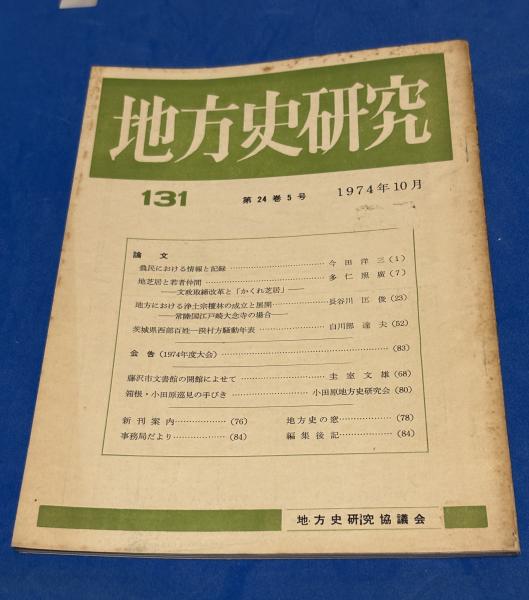 地方史研究
131 第24巻5号 1974年10月
論文
農民における情報と記録……………………今田洋三(1)
地芝居と若者仲間……………………多仁照廣(7)
――文政取締改革と「かくれ芝居」――
地方における浄土宗檀林の成立と展開……長谷川匡俊(23)
――常陸国江戸崎大念寺の場合――
茨城県西部百姓一揆村方騒動年表……………白川部達夫(52)
会告(1974年度大会)……………………(83)
藤沢市文書館の開館によせて……………圭室文雄(68)
箱根・小田原巡見の手びき……………小田原地方史研究会(80)
新刊案内……………(76) 地方史の窓……………(78)
事務局だより……………(84) 編集後記……………(84)
地方史研究協議会